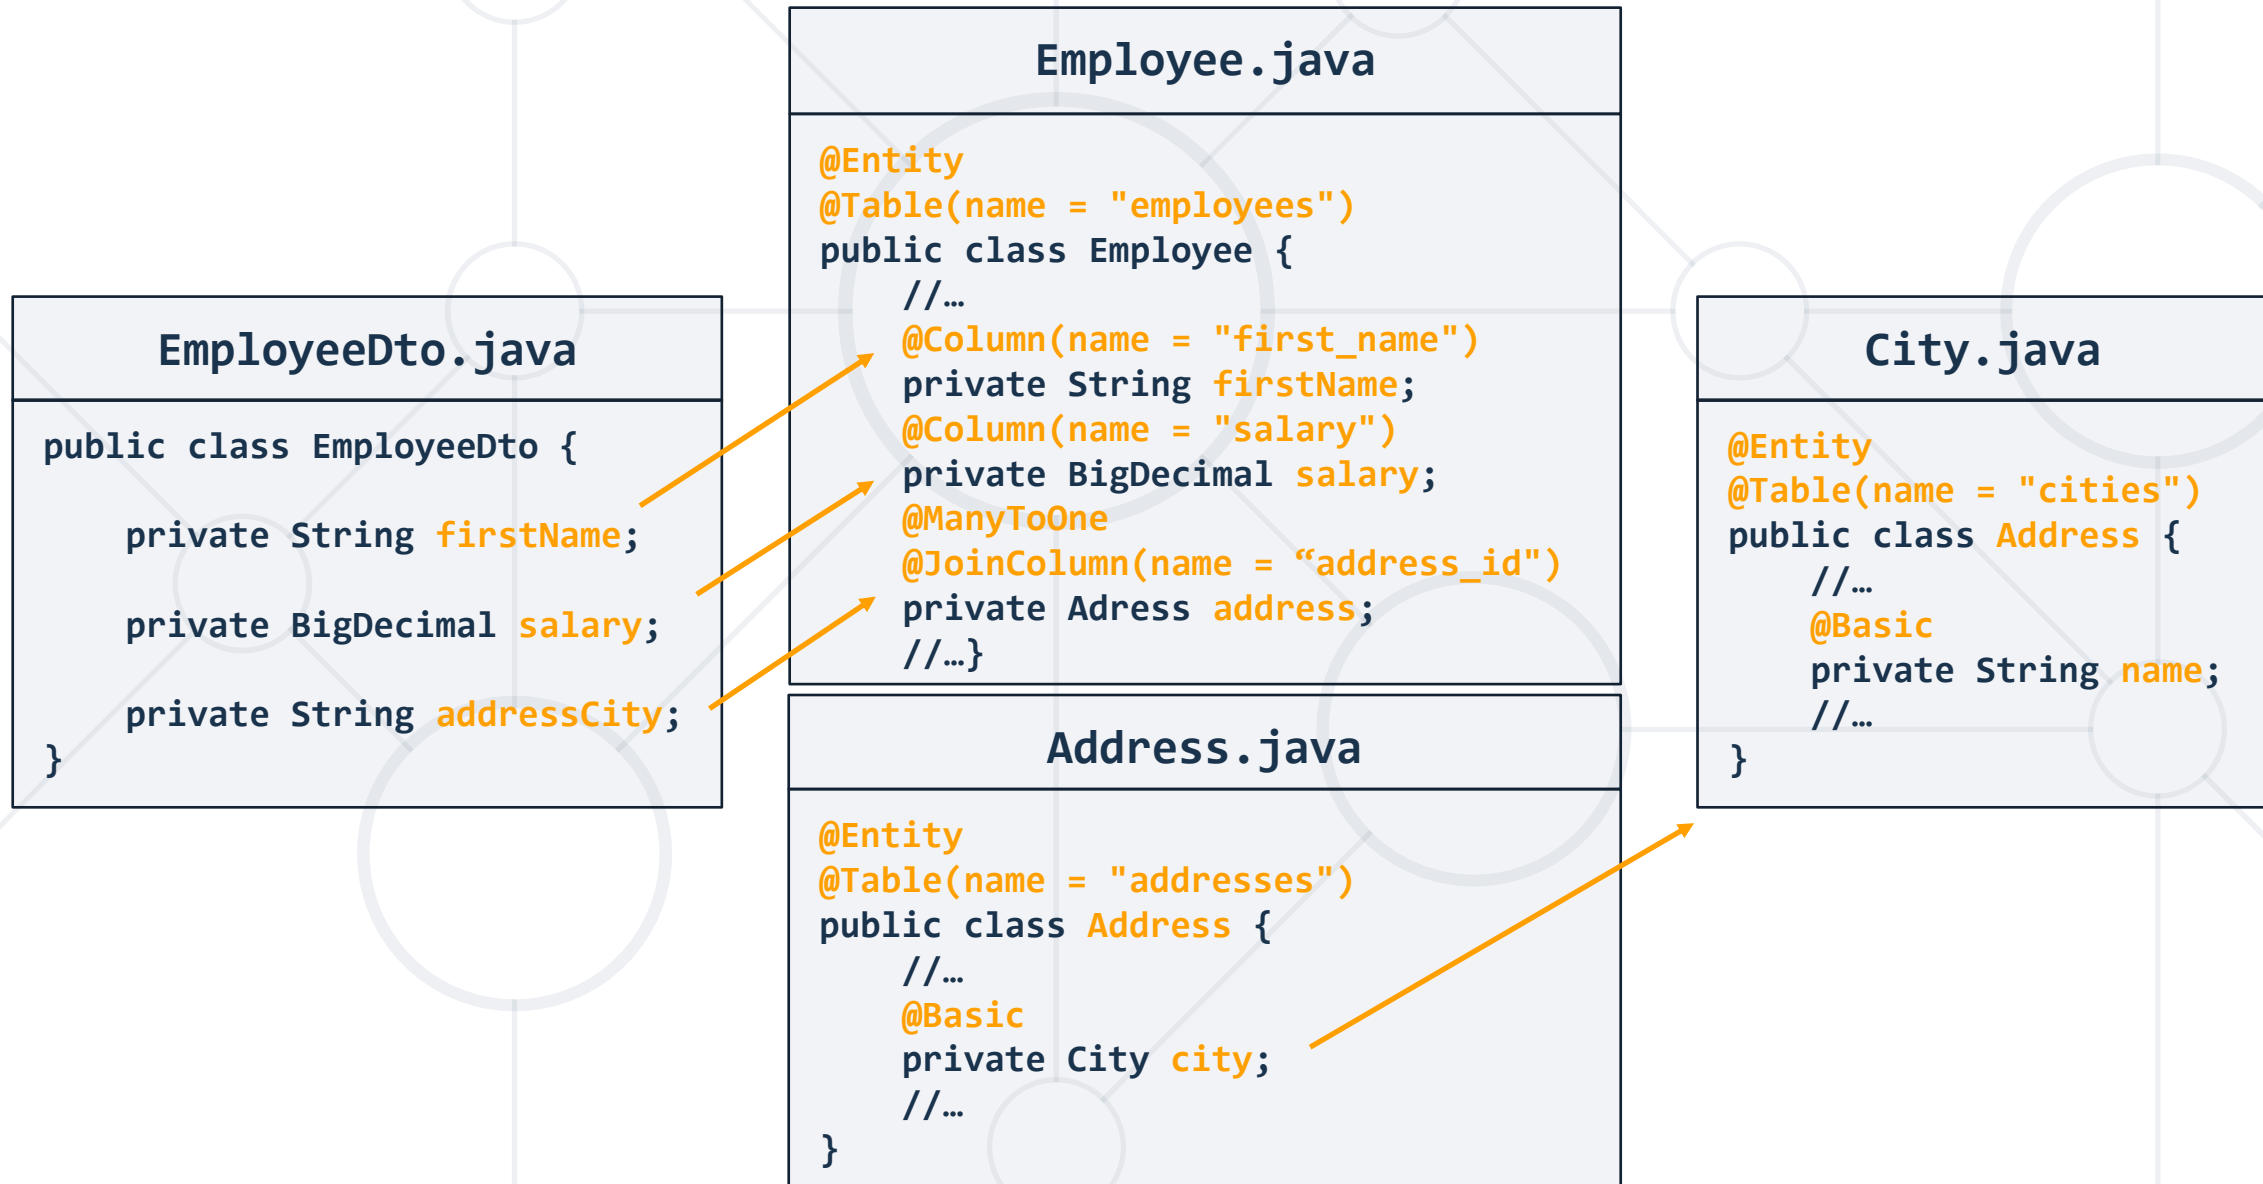 EmployeeDto.java
public class EmployeeDto {
private String firstName;
private BigDecimal salary;
private String addressCity;
}
Employee.java
@Entity
@Table(name = "employees")
public class Employee {
//…
@Column(name = "first_name")
private String firstName;
@Column(name = "salary")
private BigDecimal salary;
@ManyToOne
@JoinColumn(name = “address_id")
private Adress address;
//…}
Address.java
@Entity
@Table(name = "addresses")
public class Address {
//…
@Basic
private City city;
//…
}
City.java
@Entity
@Table(name = "cities")
public class Address {
//…
@Basic
private String name;
//…
}